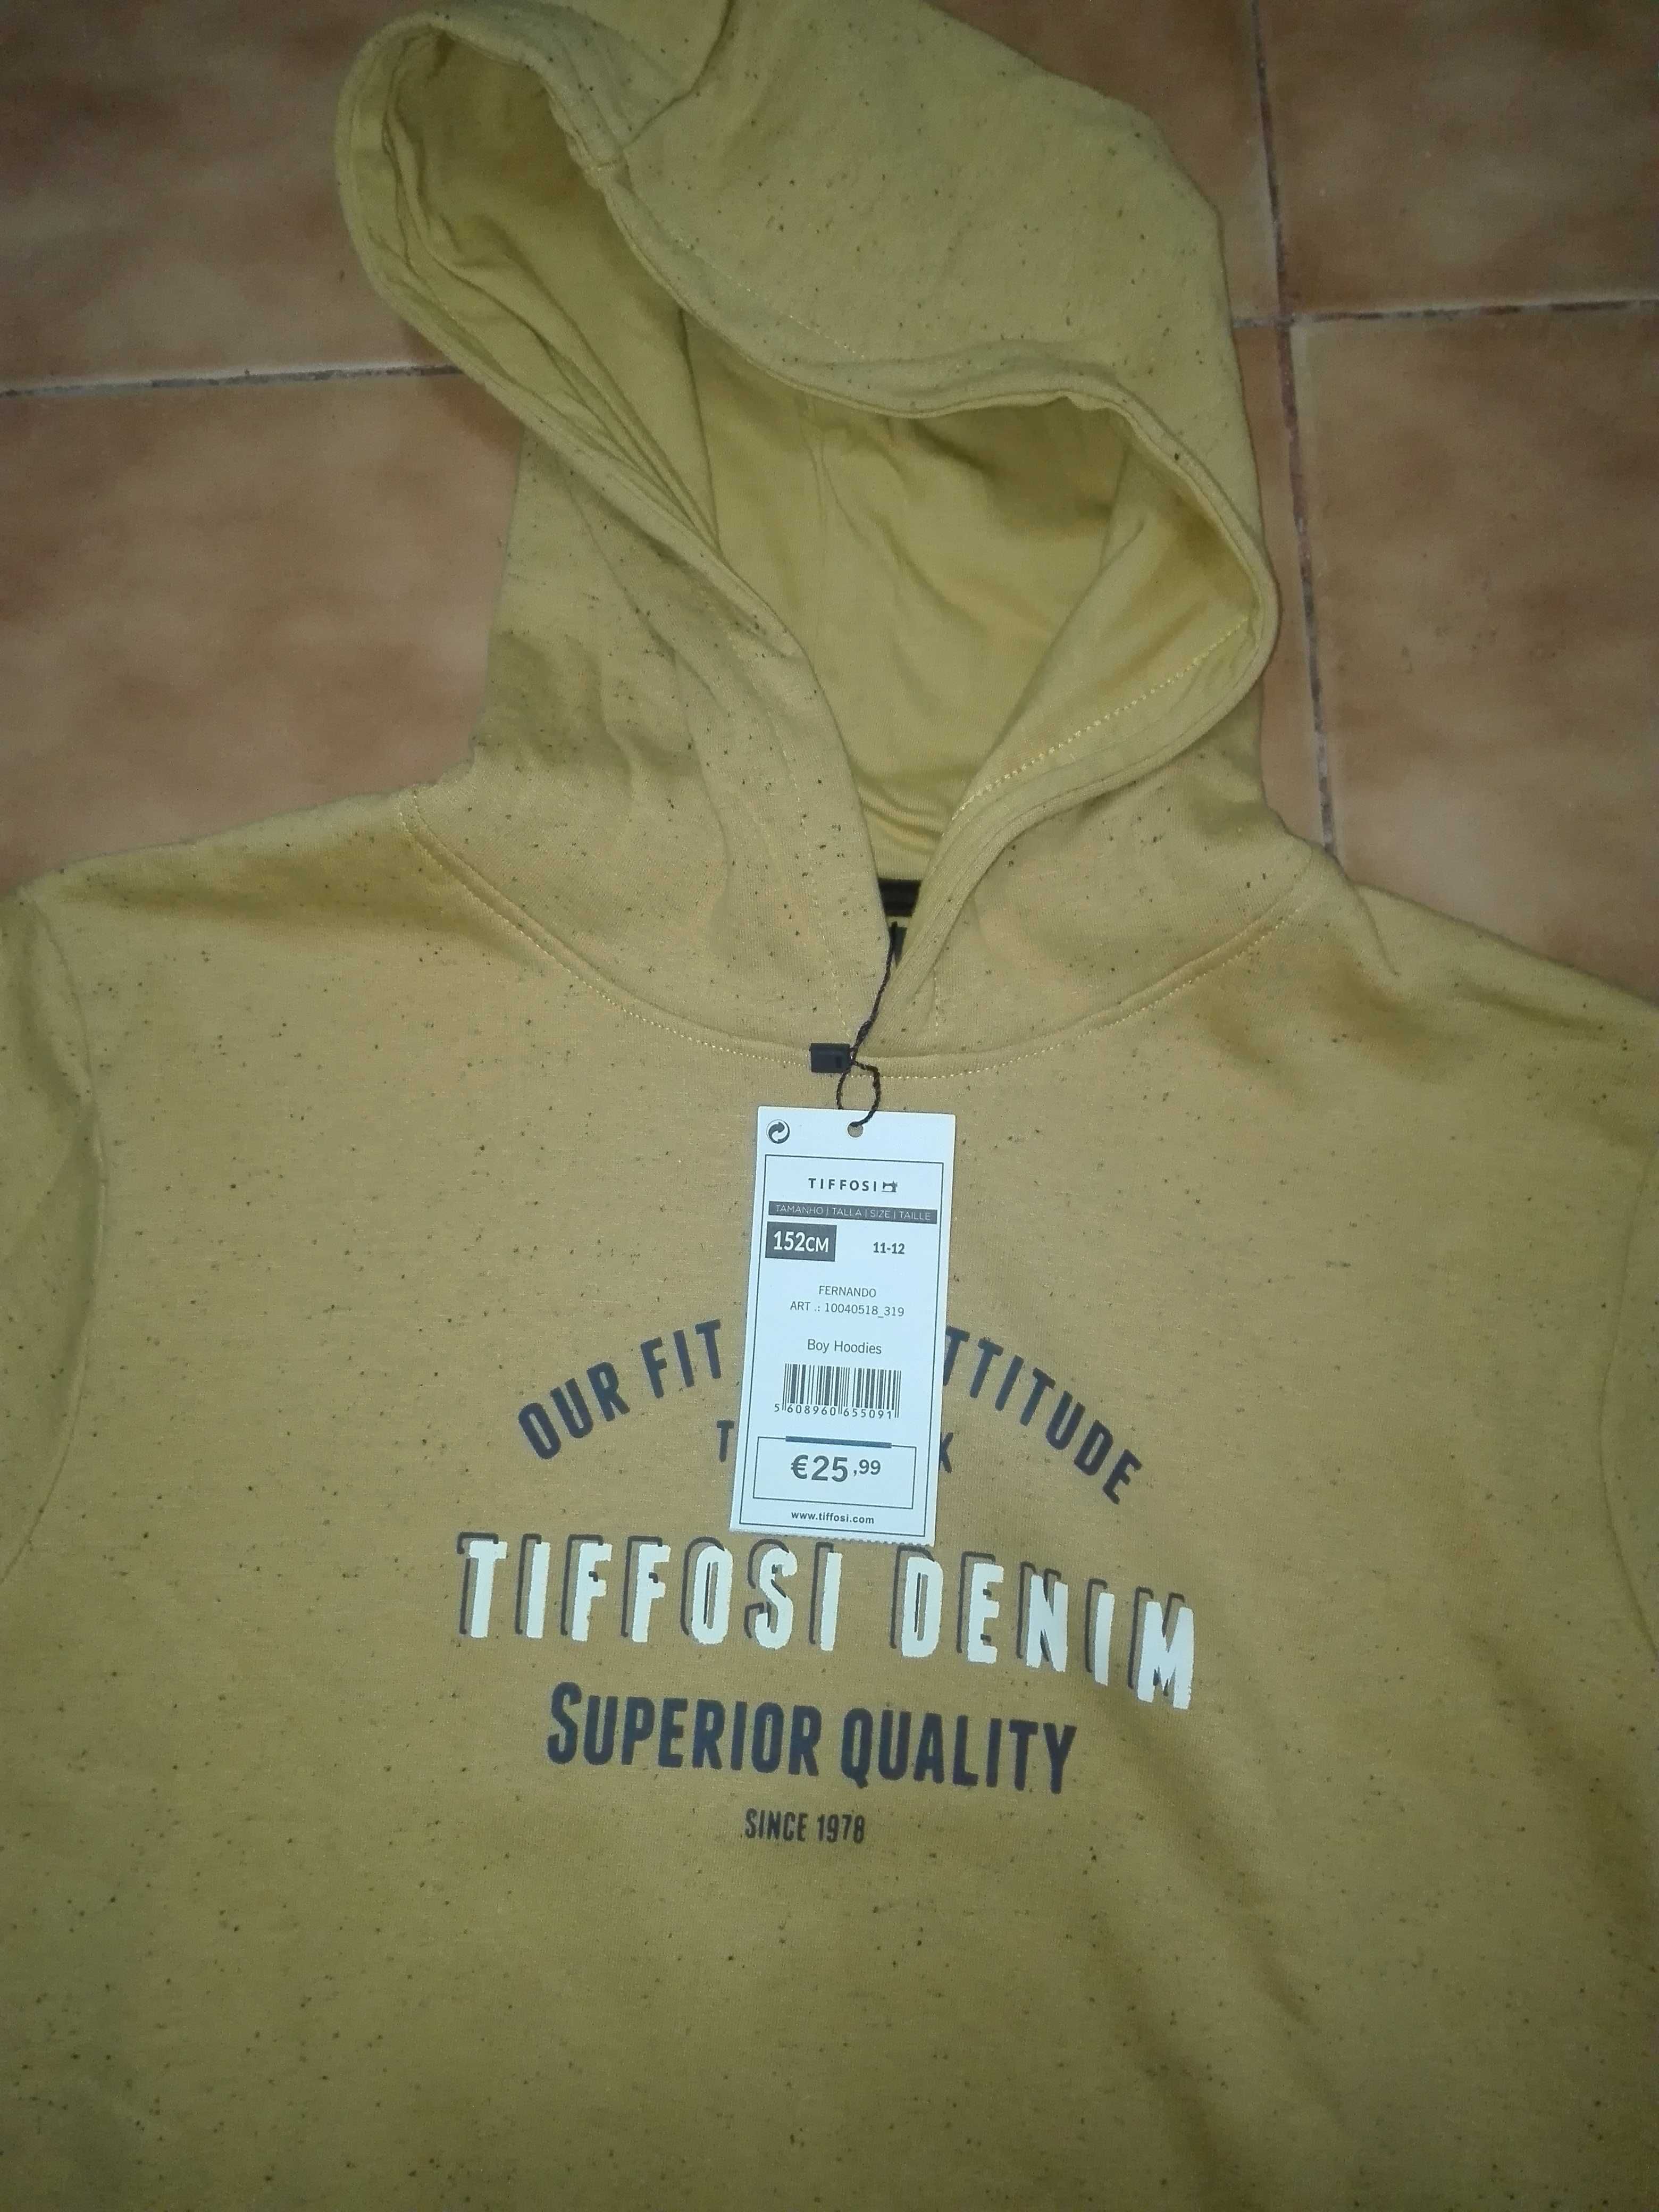 TIFFOSI
TAMANHO | TALLA | SIZE | TAILLE
152CM 11-12
FERNANDO
ART .: 10040518_319
Boy Hoodies
5 608960 655091
€25,99
www.tiffosi.com
OUR FIT
TIFFOSI DENIM
SUPERIOR QUALITY
SINCE 1978